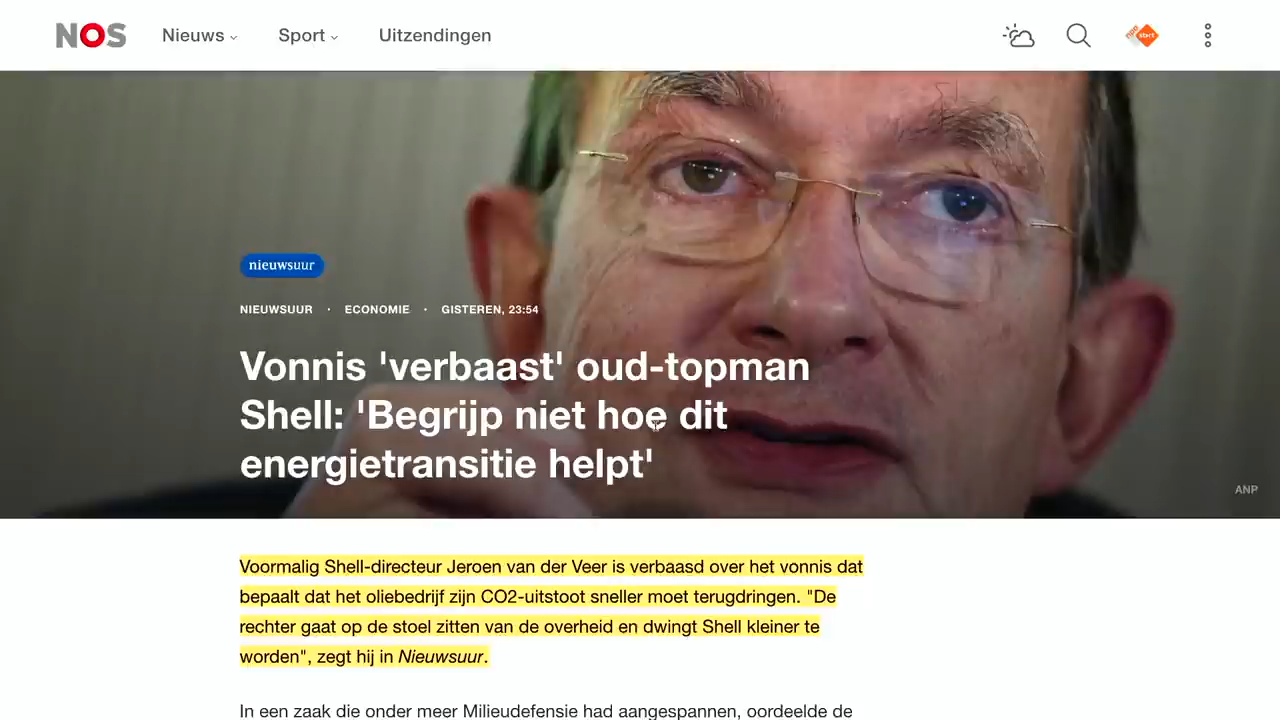 NOS Nieuws Sport Uitzendingen
nieuwsuur
NIEUWSUUR · ECONOMIE · GISTEREN, 23:54
Vonnis 'verbaast' oud-topman
Shell: 'Begrijp niet hoe dit
energietransitie helpt'
ANP
Voormalig Shell-directeur Jeroen van der Veer is verbaasd over het vonnis dat
bepaalt dat het oliebedrijf zijn CO2-uitstoot sneller moet terugdringen. "De
rechter gaat op de stoel zitten van de overheid en dwingt Shell kleiner te
worden", zegt hij in Nieuwsuur.
In een zaak die onder meer Milieudefensie had aangespannen, oordeelde de